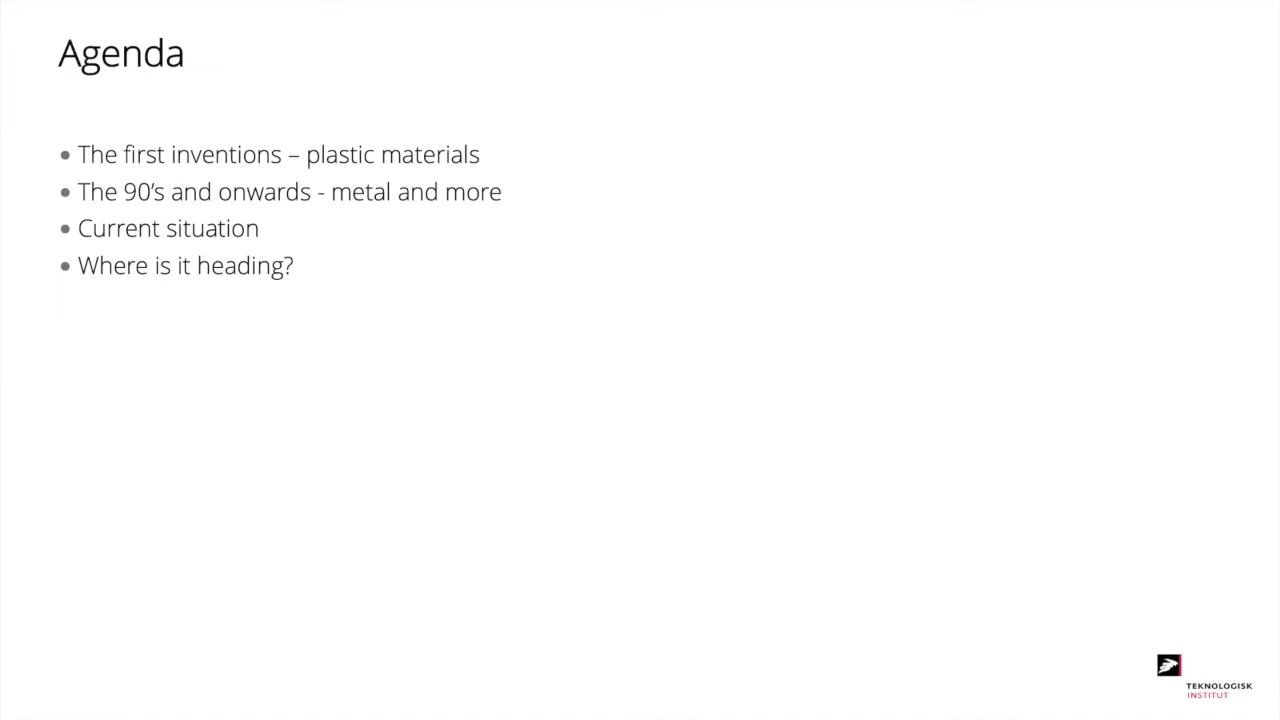 Agenda
• The first inventions – plastic materials
• The 90’s and onwards - metal and more
• Current situation
• Where is it heading?
TEKNOLOGISK
INSTITUT